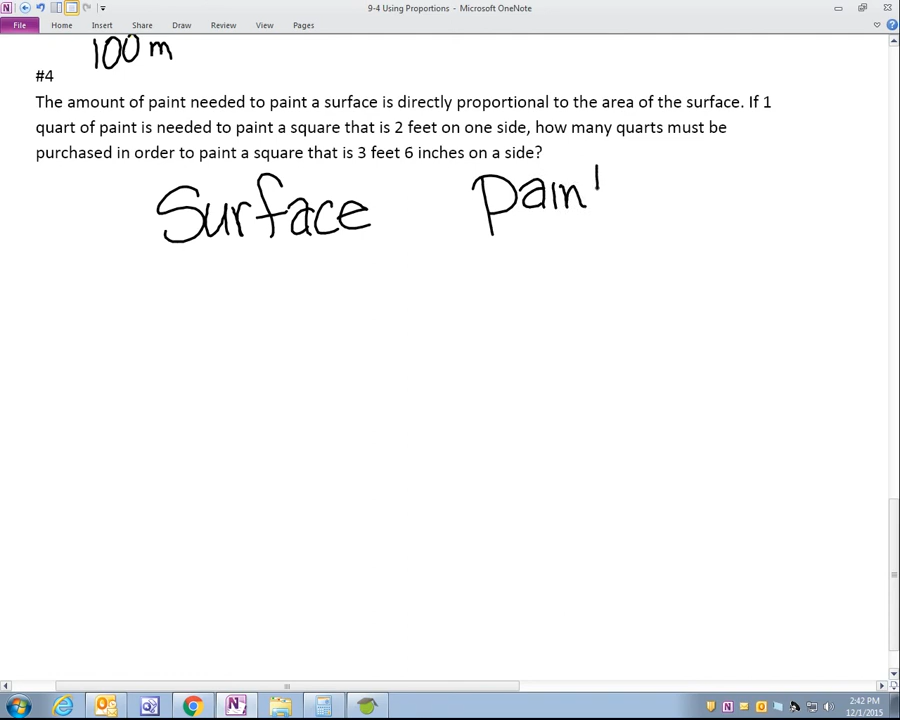 9-4 Using Proportions - Microsoft OneNote
File Home Insert Share Draw Review View Pages
100 m
#4
The amount of paint needed to paint a surface is directly proportional to the area of the surface. If 1
quart of paint is needed to paint a square that is 2 feet on one side, how many quarts must be
purchased in order to paint a square that is 3 feet 6 inches on a side?
Surface Pain
2:42 PM
12/1/2015